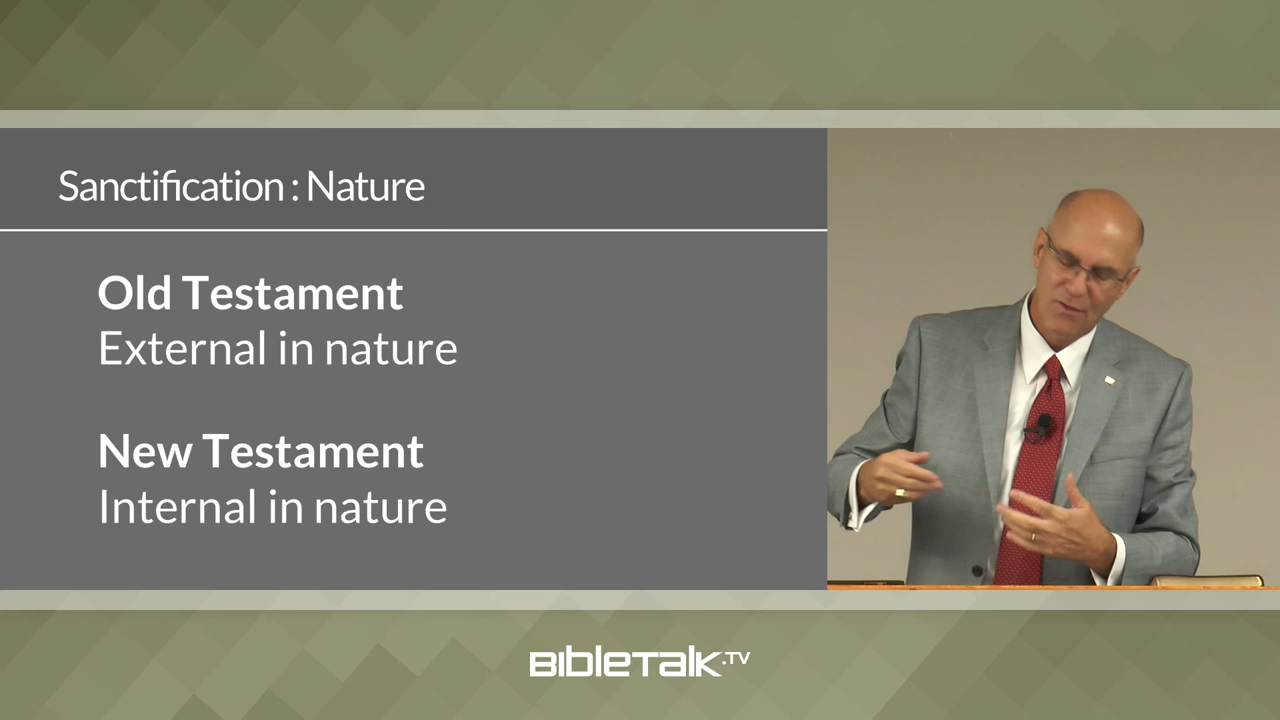 Sanctification : Nature
Old Testament
External in nature
New Testament
Internal in nature
BIBLETALK.TV